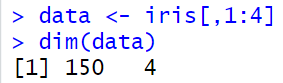 > data <- iris[,1:4]
> dim(data)
[1] 150   4